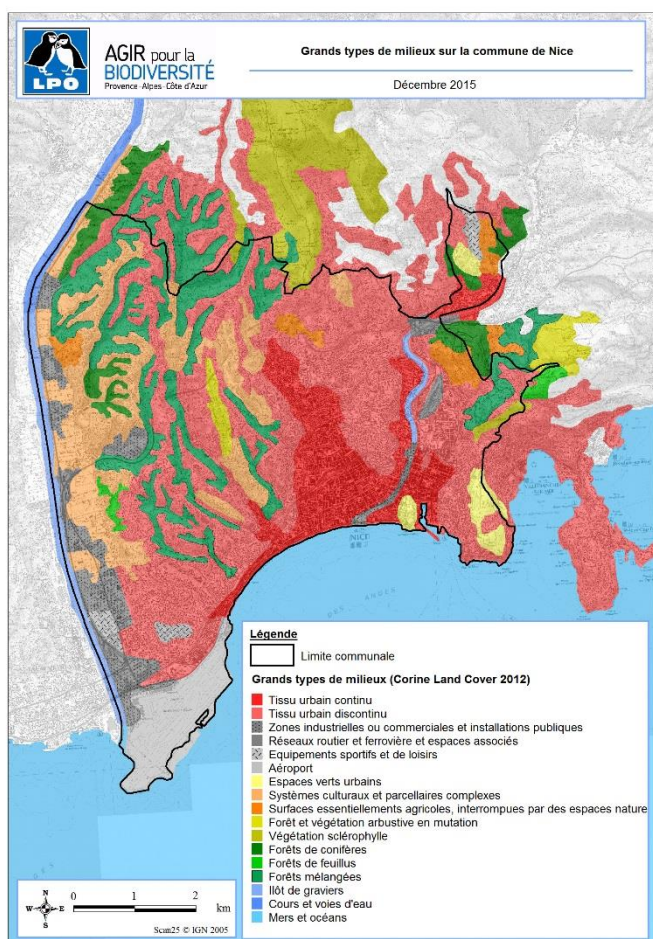 LPO
AGIR pour la
BIODIVERSITÉ
Provence-Alpes-Côte d'Azur
Grands types de milieux sur la commune de Nice
Décembre 2015
NICE
DES ANGES
Légende
Limite communale
Grands types de milieux (Corine Land Cover 2012)
Tissu urbain continu
Tissu urbain discontinu
Zones industrielles ou commerciales et installations publiques
Réseaux routier et ferrovière et espaces associés
Equipements sportifs et de loisirs
Aéroport
Espaces verts urbains
Systèmes culturaux et parcellaires complexes
Surfaces essentiellements agricoles, interrompues par des espaces nature
Forêt et végétation arbustive en mutation
Végétation sclérophylle
Forêts de conifères
Forêts de feuillus
Forêts mélangées
Ilôt de graviers
Cours et voies d'eau
Mers et océans
N
W E
S
0 1 2
km
Scan25 © IGN 2005